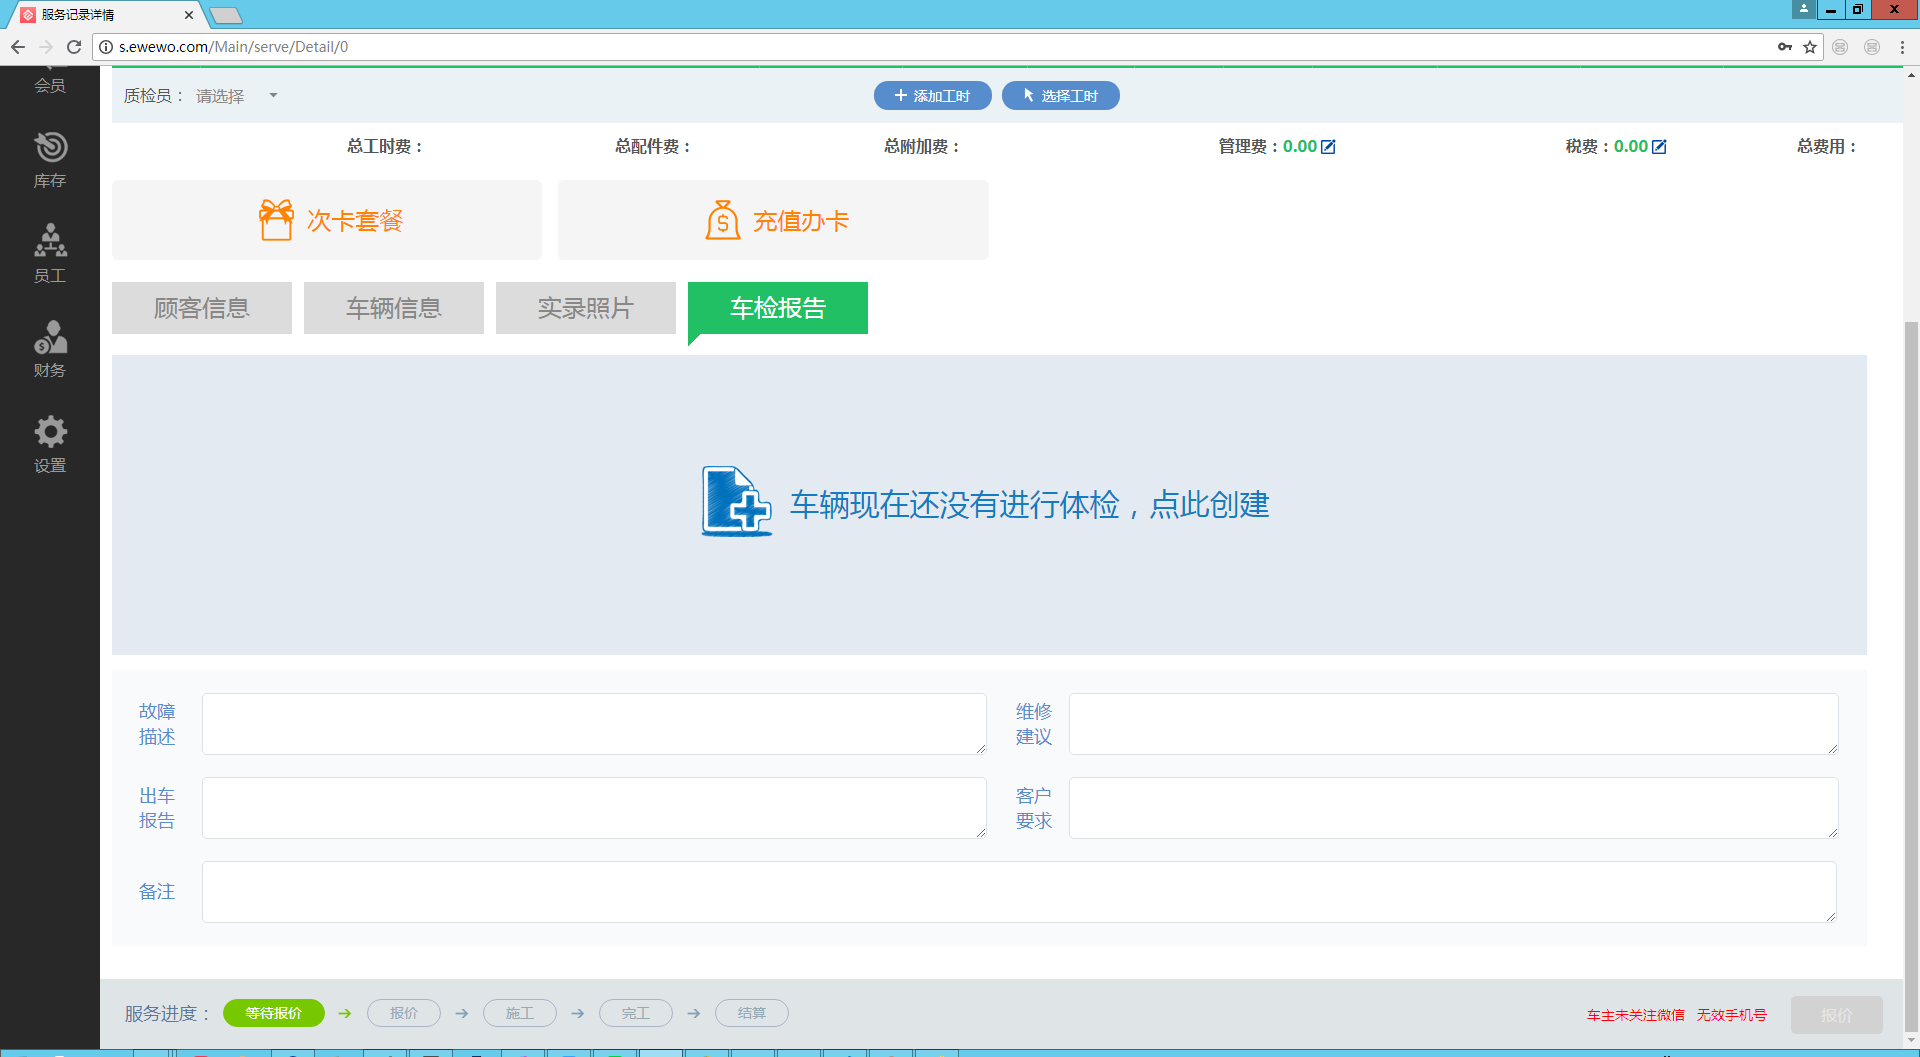 服务记录详情
s.ewewo.com/Main/serve/Detail/0
会员
库存
员工
财务
设置
质检员： 请选择
添加工时
选择工时
总工时费：
总配件费：
总附加费：
管理费：0.00
税费：0.00
总费用：
次卡套餐
充值办卡
顾客信息
车辆信息
实录照片
车检报告
车辆现在还没有进行体检，点此创建
故障
描述
维修
建议
出车
报告
客户
要求
备注
服务进度： 等待报价 → 报价 → 施工 → 完工 → 结算
车主未关注微信 无效手机号
报价